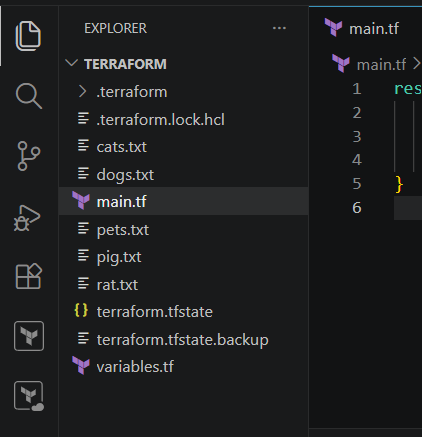 EXPLORER
TERRAFORM
.terraform
.terraform.lock.hcl
cats.txt
dogs.txt
main.tf
pets.txt
pig.txt
rat.txt
{} terraform.tfstate
terraform.tfstate.backup
variables.tf
main.tf
main.tf >
1 res
2
3
4
5 }
6